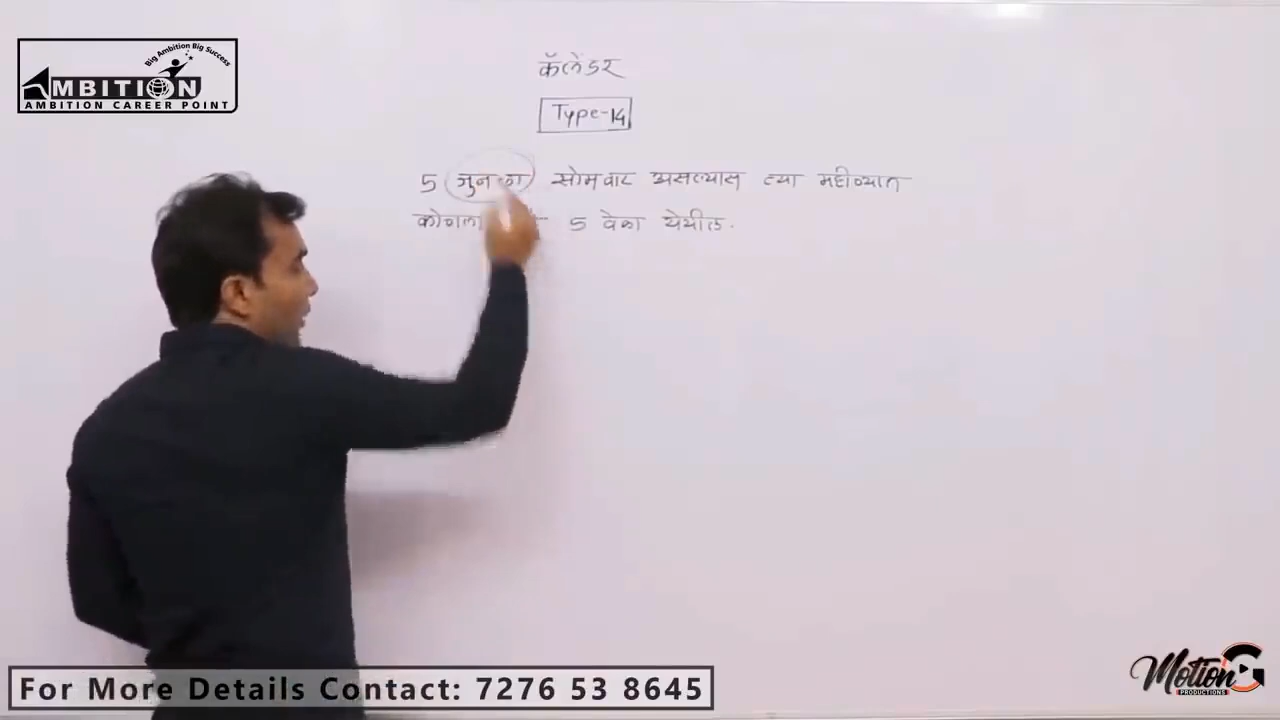 Big Ambition Big Success
AMBITION
AMBITION CAREER POINT
कॅलेंडर
Type-14
5 जुन ला सोमवार असल्यास त्या महीन्यात
कोणता 5 वेळा येथील.
For More Details Contact: 7276 53 8645
Motion G
PRODUCTIONS